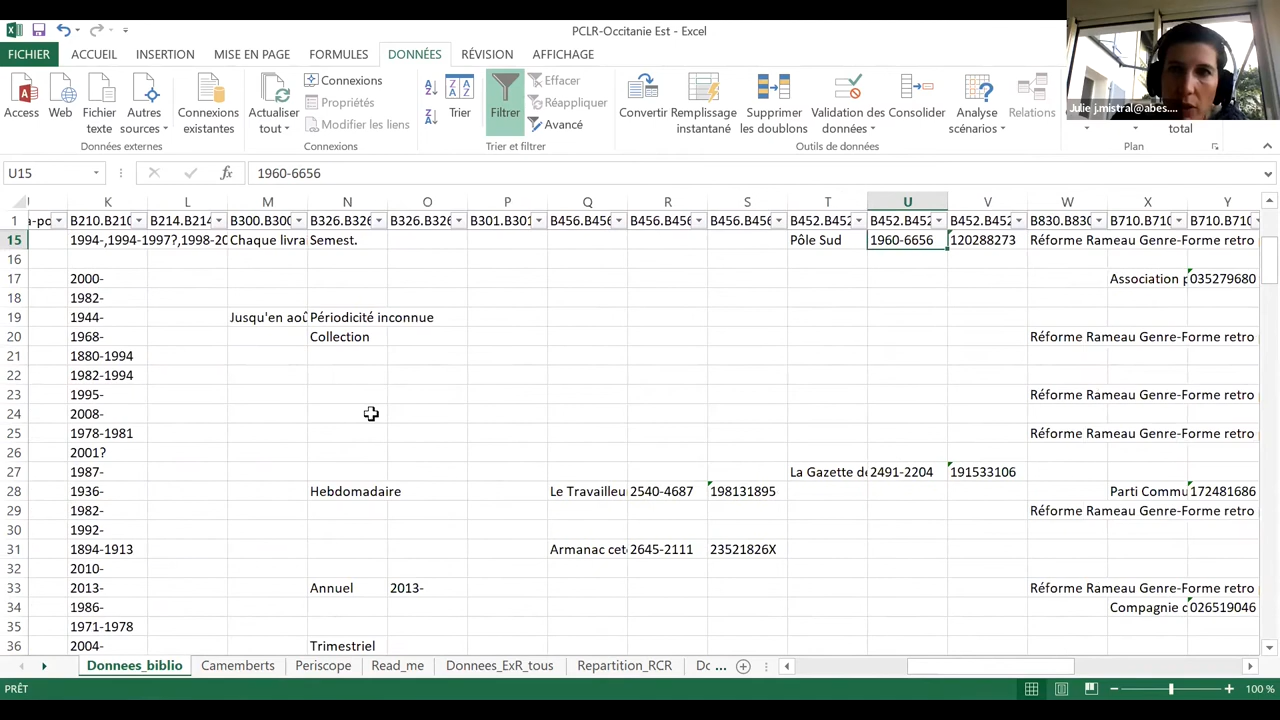 PCLR-Occitanie Est - Excel
FICHIER ACCUEIL INSERTION MISE EN PAGE FORMULES DONNÉES RÉVISION AFFICHAGE
Julie j.mistral@abes....
Access Web Fichier texte Autres sources Connexions existantes
Données externes
Actualiser tout Connexions Propriétés Modifier les liens
Connexions
Trier Filtrer Effacer Réappliquer Avancé
Trier et filtrer
Convertir Remplissage instantané Supprimer les doublons Validation des données Consolider Analyse scénarios Relations
Outils de données
total
Plan
U15 fx 1960-6656
K L M N O P Q R S T U V W X Y
1 a-po B210.B210 B214.B214 B300.B300 B326.B326 B326.B326 B301.B301 B456.B456 B456.B456 B456.B456 B452.B452 B452.B452 B452.B452 B830.B830 B710.B710 B710.B710
15 1994-,1994-1997?,1998-20 Chaque livra Semest. Pôle Sud 1960-6656 120288273 Réforme Rameau Genre-Forme retro
16
17 2000- Association p 035279680
18 1982-
19 1944- Jusqu'en aoû Périodicité inconnue
20 1968- Collection Réforme Rameau Genre-Forme retro
21 1880-1994
22 1982-1994
23 1995- Réforme Rameau Genre-Forme retro
24 2008-
25 1978-1981 Réforme Rameau Genre-Forme retro
26 2001?
27 1987- La Gazette de 2491-2204 191533106
28 1936- Hebdomadaire Le Travailleu 2540-4687 198131895 Parti Commu 172481686
29 1982- Réforme Rameau Genre-Forme retro
30 1992-
31 1894-1913 Armanac cet 2645-2111 23521826X
32 2010-
33 2013- Annuel 2013- Réforme Rameau Genre-Forme retro
34 1986- Compagnie d 026519046
35 1971-1978
36 2004- Trimestriel
Donnees_biblio Camemberts Periscope Read_me Donnees_ExR_tous Repartition_RCR Dc ...
PRÊT 100 %